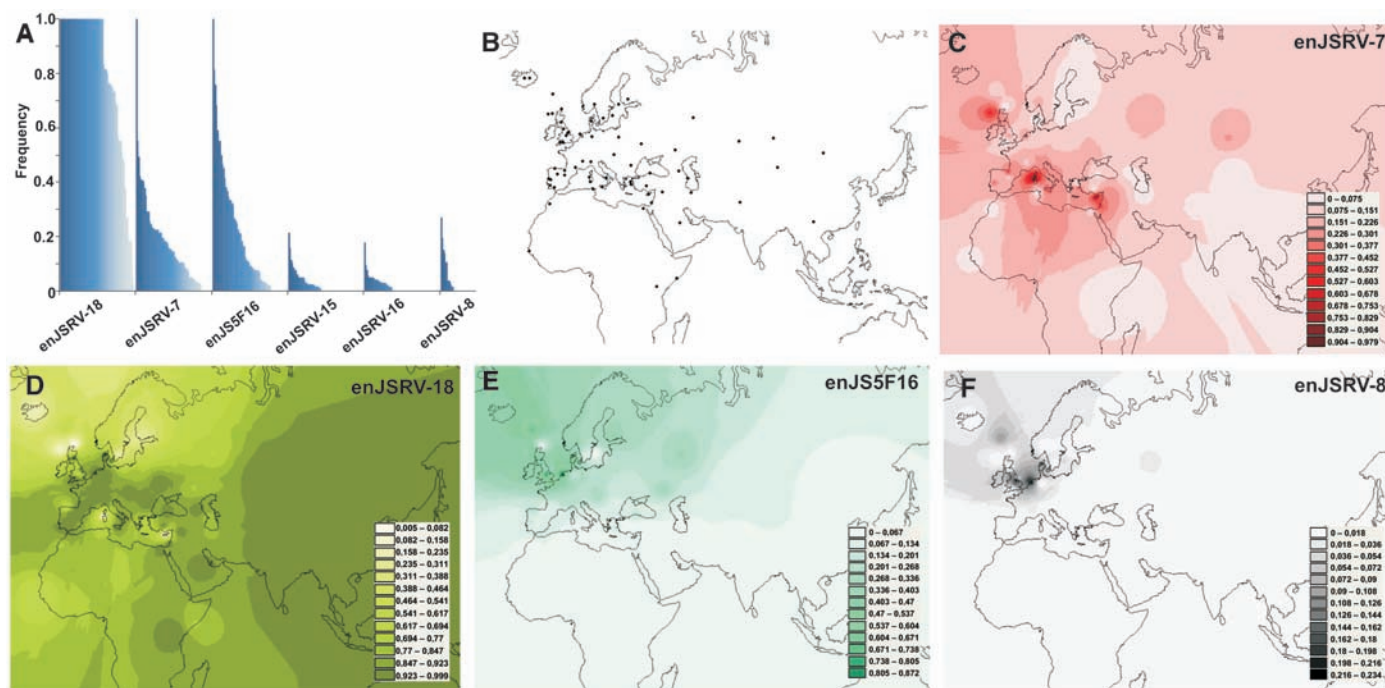 A
Frequency
1.0
0.8
0.6
0.4
0.2
0
enJSRV-18
enJSRV-7
enJS5F16
enJSRV-15
enJSRV-16
enJSRV-8
B
C
enJSRV-7
0 – 0,075
0,075 – 0,151
0,151 – 0,226
0,226 – 0,301
0,301 – 0,377
0,377 – 0,452
0,452 – 0,527
0,527 – 0,603
0,603 – 0,678
0,678 – 0,753
0,753 – 0,829
0,829 – 0,904
0,904 – 0,979
D
enJSRV-18
0,005 – 0,082
0,082 – 0,158
0,158 – 0,235
0,235 – 0,311
0,311 – 0,388
0,388 – 0,464
0,464 – 0,541
0,541 – 0,617
0,617 – 0,694
0,694 – 0,77
0,77 – 0,847
0,847 – 0,923
0,923 – 0,999
E
enJS5F16
0 – 0,067
0,067 – 0,134
0,134 – 0,201
0,201 – 0,268
0,268 – 0,336
0,336 – 0,403
0,403 – 0,47
0,47 – 0,537
0,537 – 0,604
0,604 – 0,671
0,671 – 0,738
0,738 – 0,805
0,805 – 0,872
F
enJSRV-8
0 – 0,018
0,018 – 0,036
0,036 – 0,054
0,054 – 0,072
0,072 – 0,09
0,09 – 0,108
0,108 – 0,126
0,126 – 0,144
0,144 – 0,162
0,162 – 0,18
0,18 – 0,198
0,198 – 0,216
0,216 – 0,234